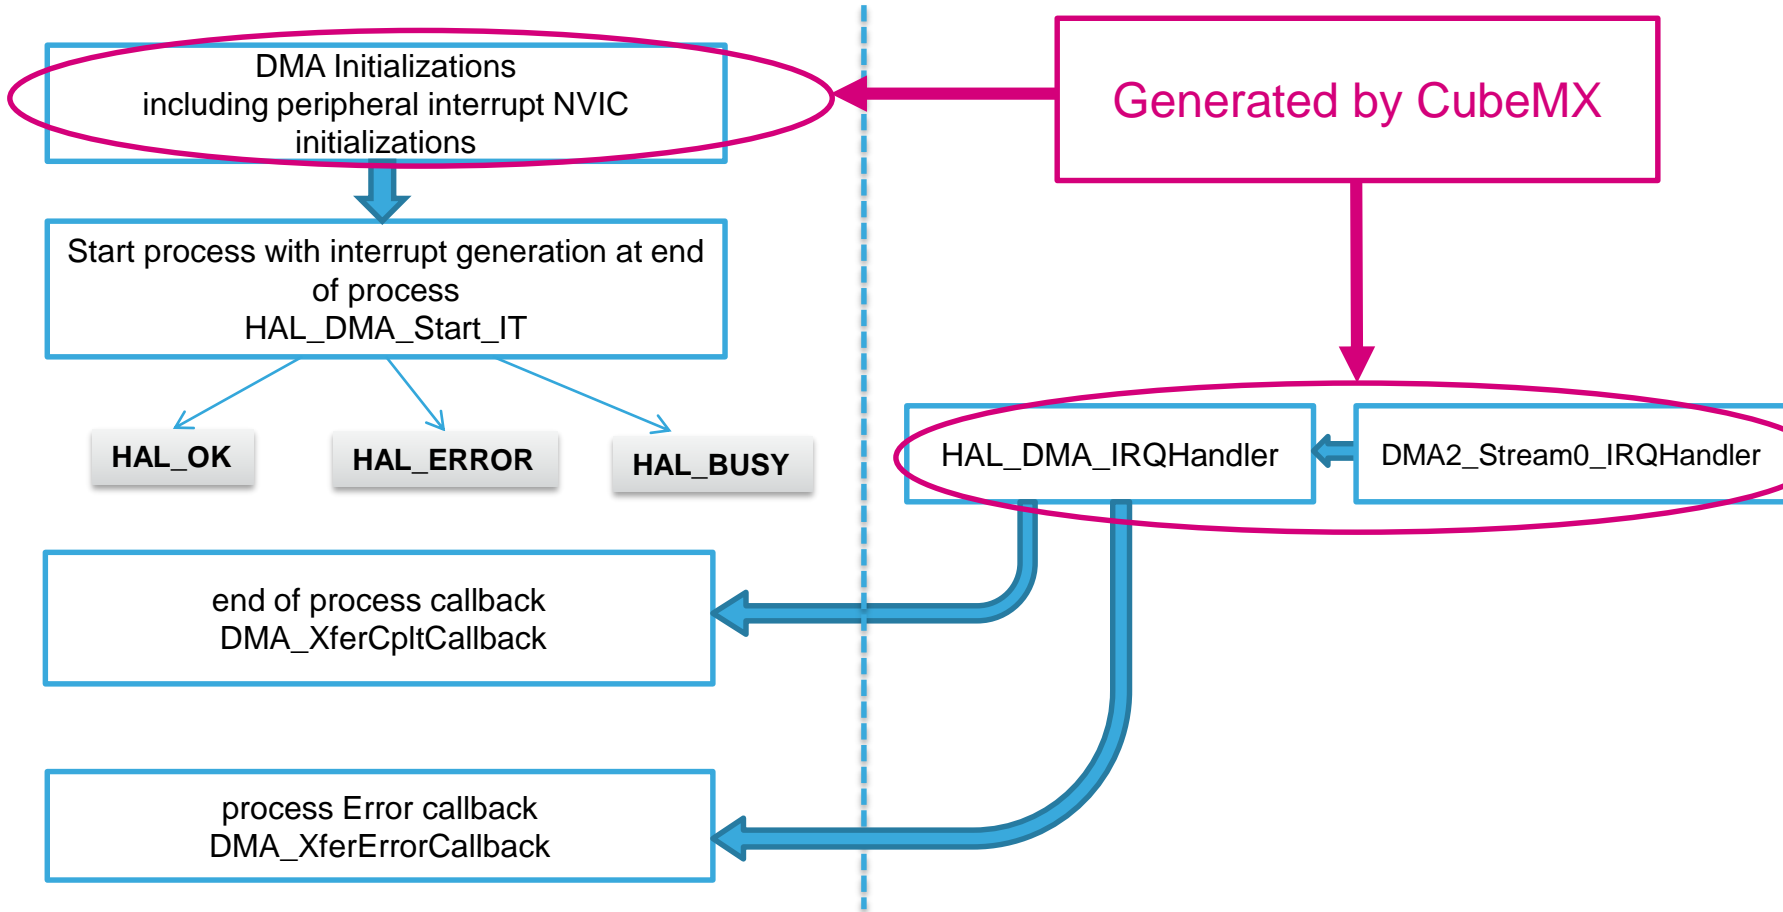 DMA Initializations
including peripheral interrupt NVIC
initializations
Generated by CubeMX
Start process with interrupt generation at end
of process
HAL_DMA_Start_IT
HAL_OK
HAL_ERROR
HAL_BUSY
HAL_DMA_IRQHandler
DMA2_Stream0_IRQHandler
end of process callback
DMA_XferCpltCallback
process Error callback
DMA_XferErrorCallback